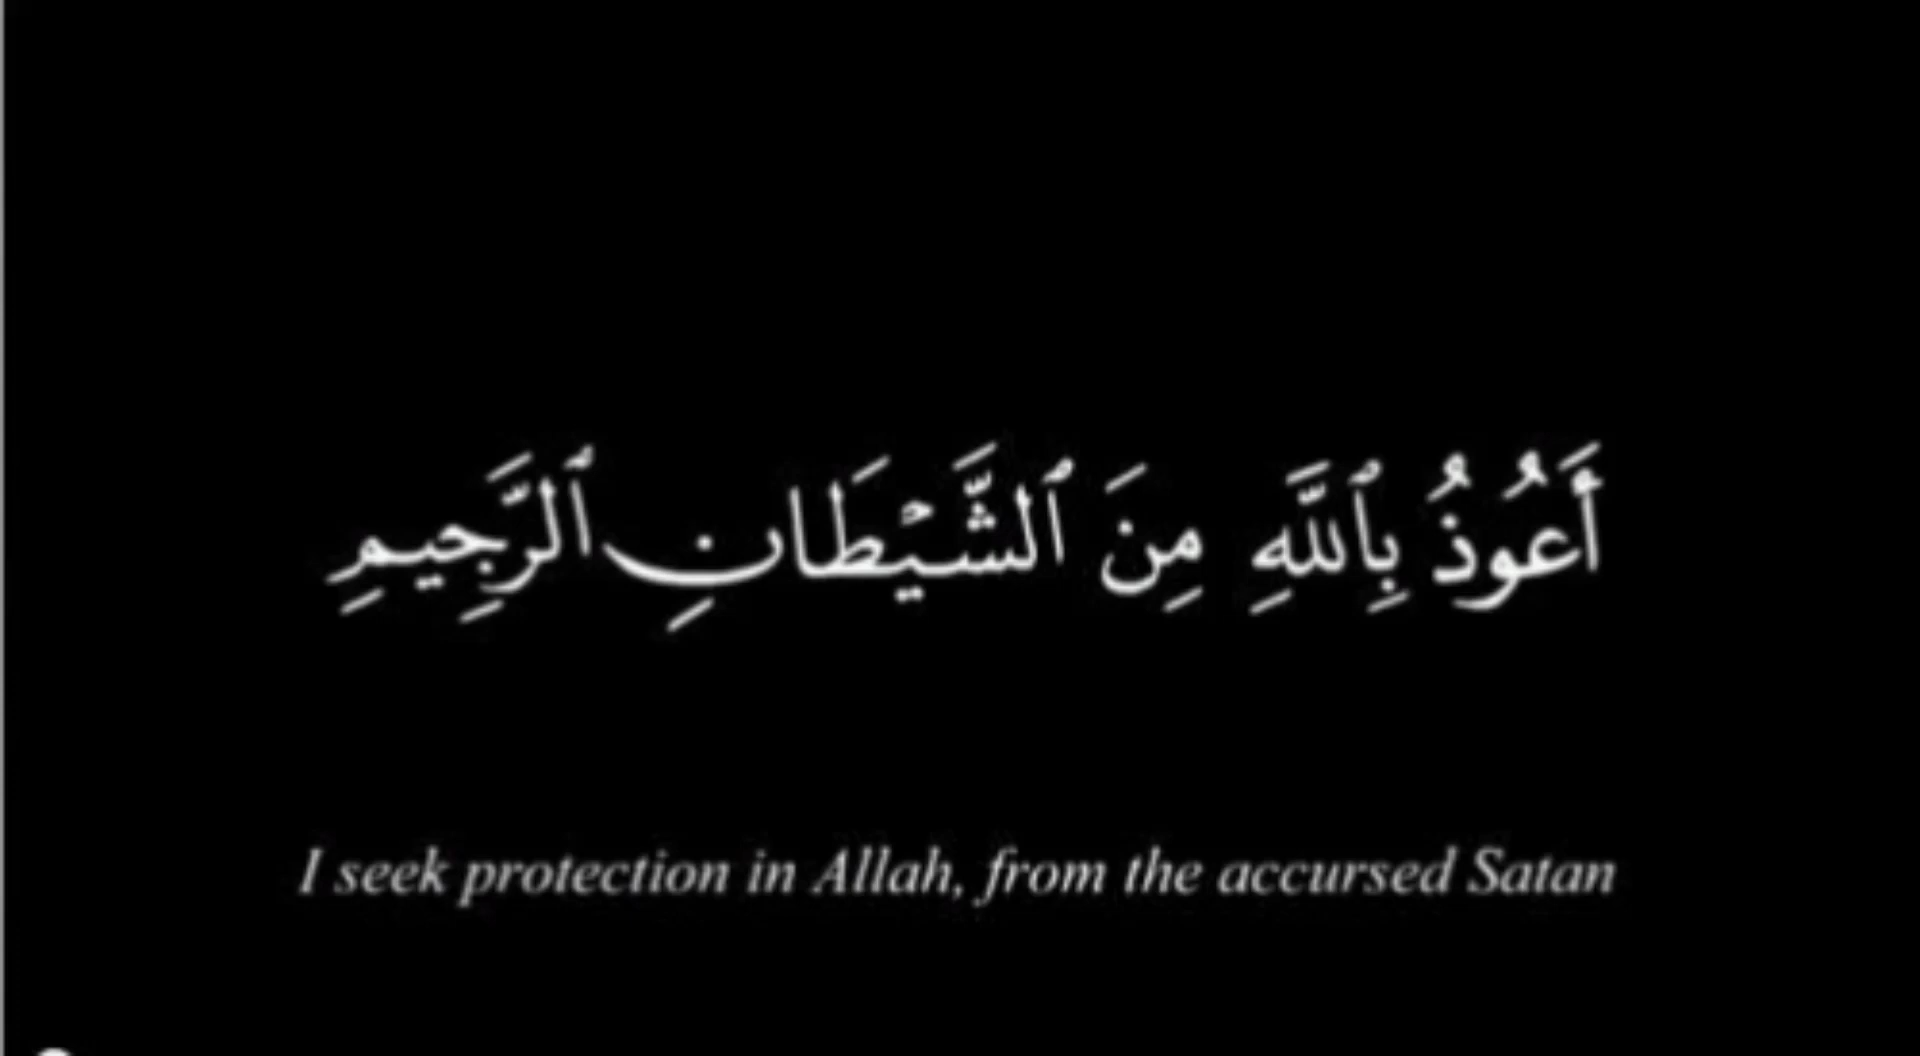 أَعُوذُ بِٱللَّهِ مِنَ ٱلشَّيْطَانِ ٱلرَّجِيمِ
I seek protection in Allah, from the accursed Satan